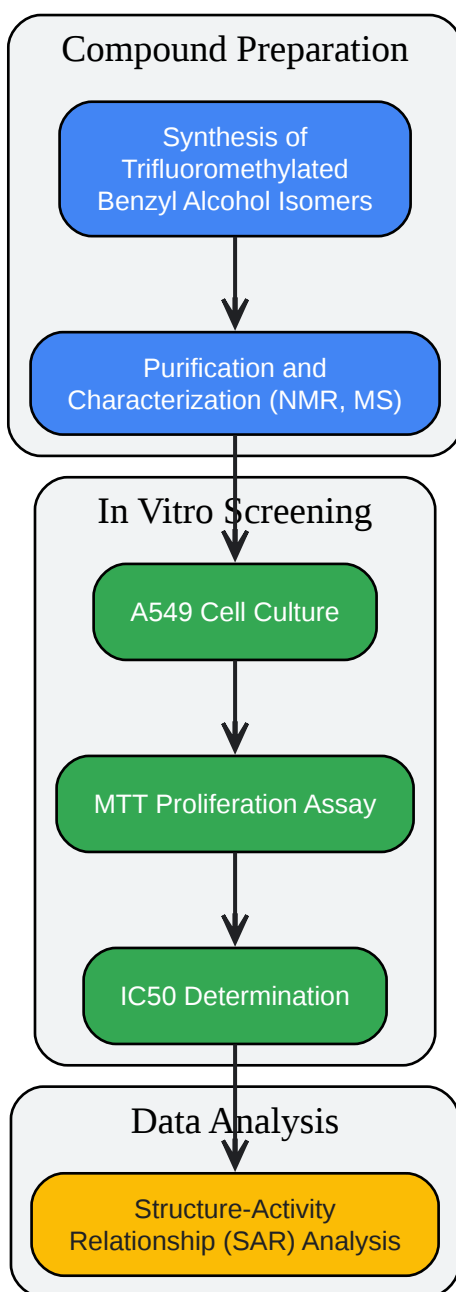 Compound Preparation
Synthesis of
Trifluoromethylated
Benzyl Alcohol Isomers
Purification and
Characterization (NMR, MS)
In Vitro Screening
A549 Cell Culture
MTT Proliferation Assay
IC50 Determination
Data Analysis
Structure-Activity
Relationship (SAR) Analysis